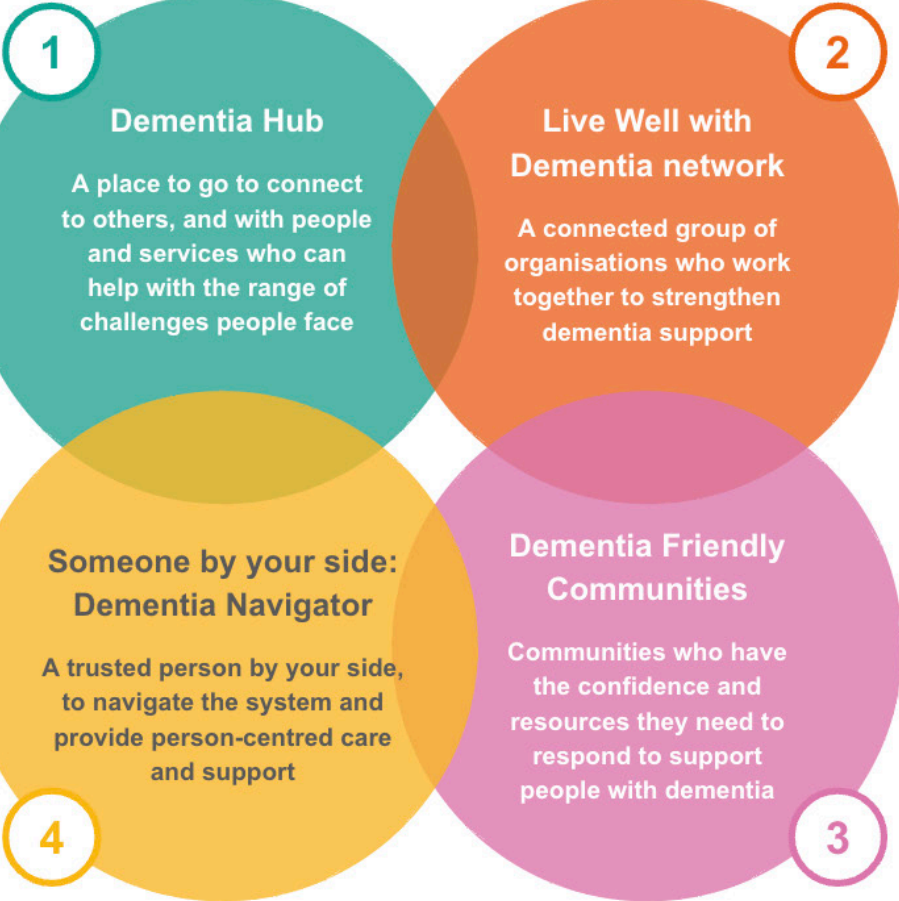 1
Dementia Hub
A place to go to connect
to others, and with people
and services who can
help with the range of
challenges people face
2
Live Well with
Dementia network
A connected group of
organisations who work
together to strengthen
dementia support
Dementia Friendly
Communities
Communities who have
the confidence and
resources they need to
respond to support
people with dementia
3
Someone by your side:
Dementia Navigator
A trusted person by your side,
to navigate the system and
provide person-centred care
and support
4